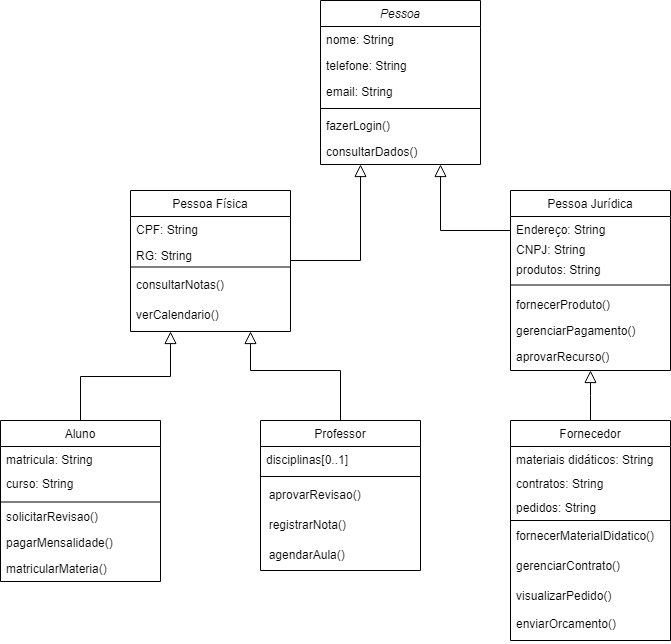 Pessoa
nome: String
telefone: String
email: String
fazerLogin()
consultarDados()
Pessoa Física
CPF: String
RG: String
consultarNotas()
verCalendario()
Pessoa Jurídica
Endereço: String
CNPJ: String
produtos: String
fornecerProduto()
gerenciarPagamento()
aprovarRecurso()
Aluno
matricula: String
curso: String
solicitarRevisao()
pagarMensalidade()
matricularMateria()
Professor
disciplinas[0..1]
aprovarRevisao()
registrarNota()
agendarAula()
Fornecedor
materiais didáticos: String
contratos: String
pedidos: String
fornecerMaterialDidatico()
gerenciarContrato()
visualizarPedido()
enviarOrcamento()